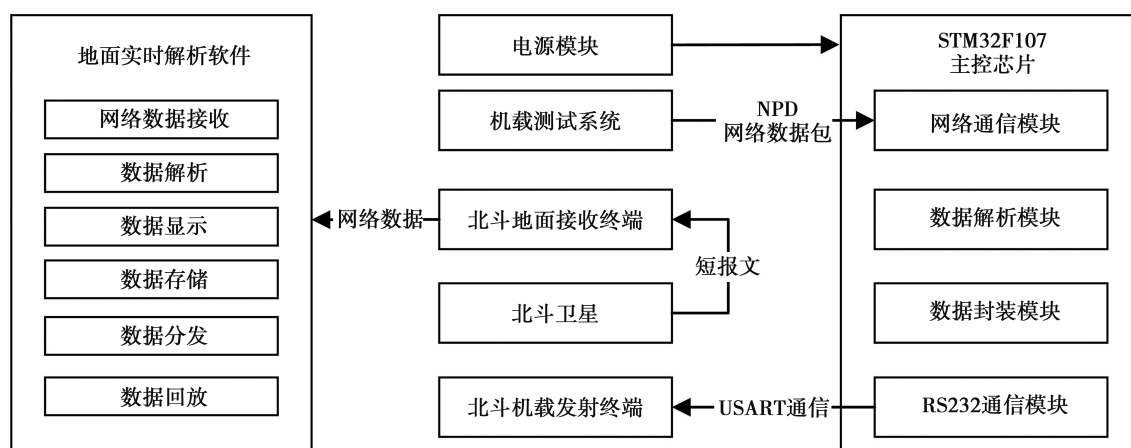 地面实时解析软件
网络数据接收
数据解析
数据显示
数据存储
数据分发
数据回放
网络数据
电源模块
机载测试系统
北斗地面接收终端
北斗卫星
北斗机载发射终端
NPD
网络数据包
短报文
USART通信
STM32F107
主控芯片
网络通信模块
数据解析模块
数据封装模块
RS232通信模块